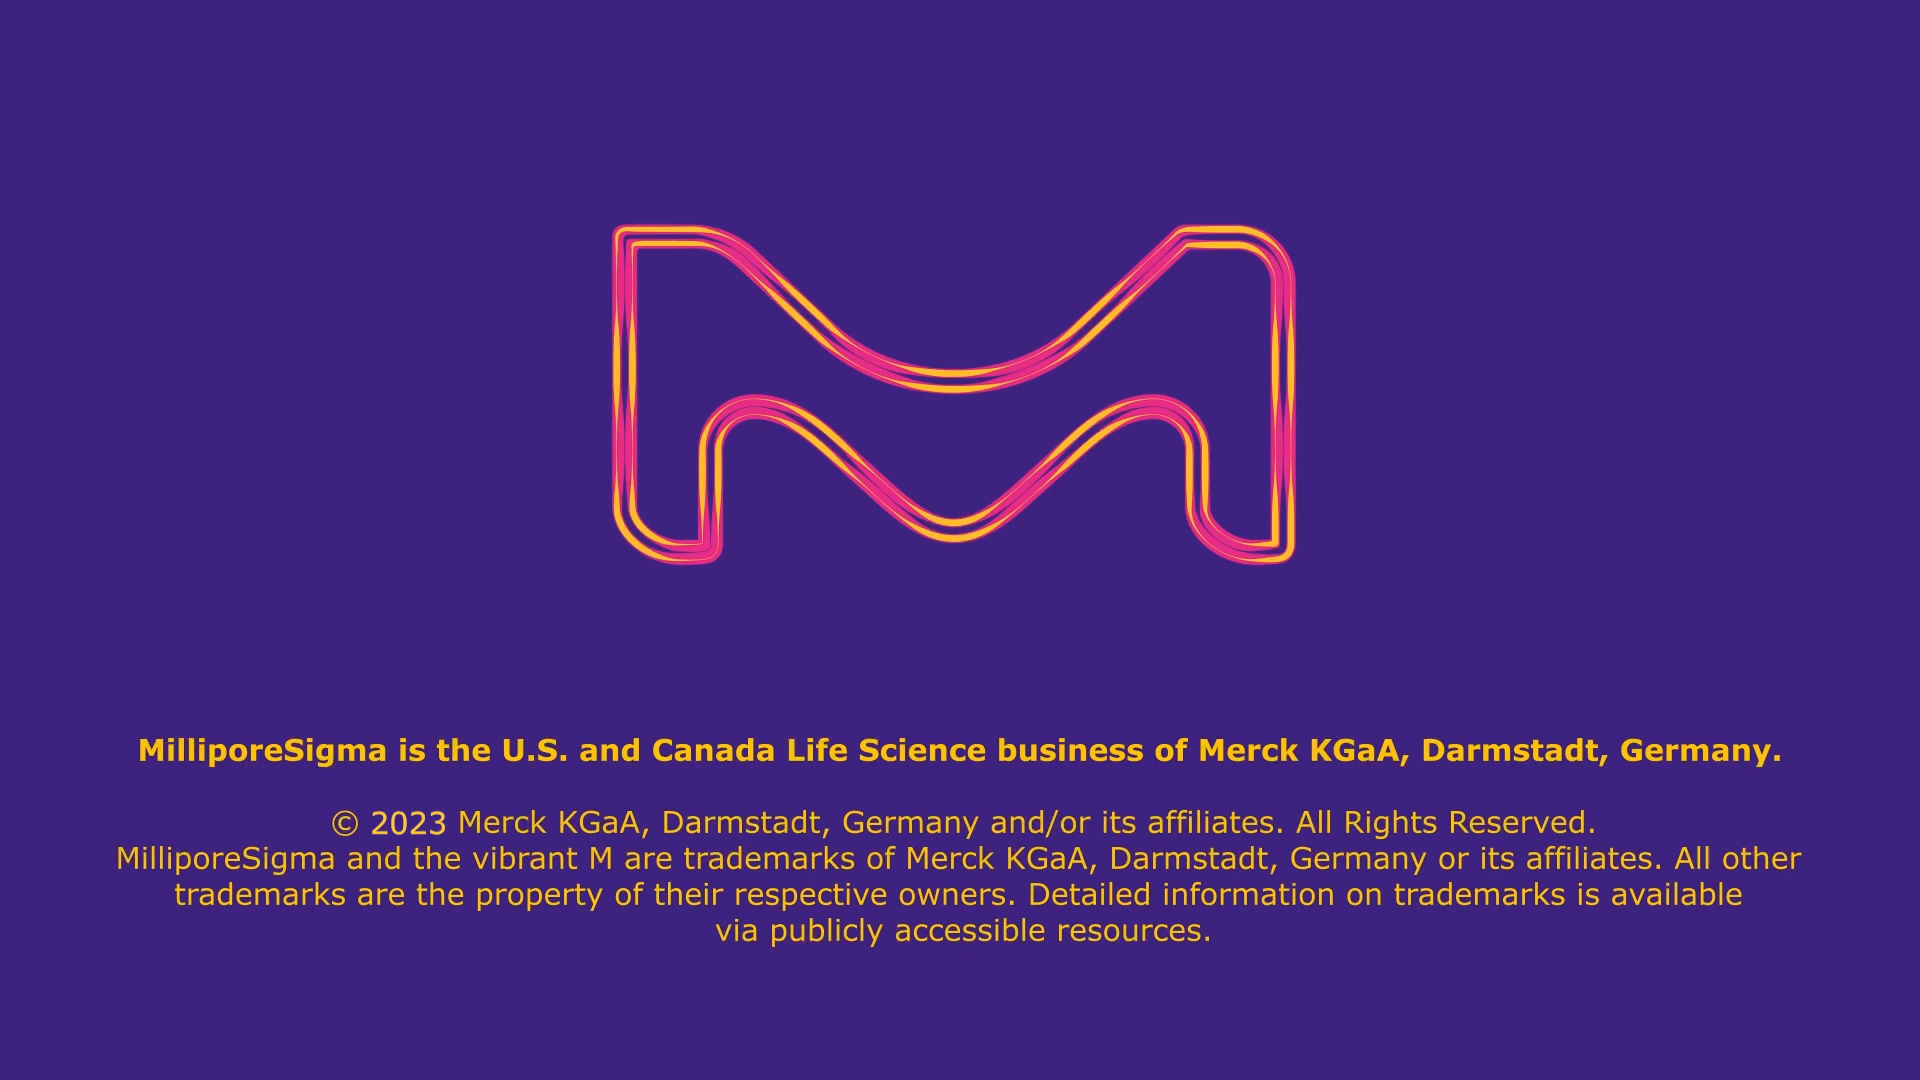 MilliporeSigma is the U.S. and Canada Life Science business of Merck KGaA, Darmstadt, Germany.
© 2023 Merck KGaA, Darmstadt, Germany and/or its affiliates. All Rights Reserved.
MilliporeSigma and the vibrant M are trademarks of Merck KGaA, Darmstadt, Germany or its affiliates. All other
trademarks are the property of their respective owners. Detailed information on trademarks is available
via publicly accessible resources.